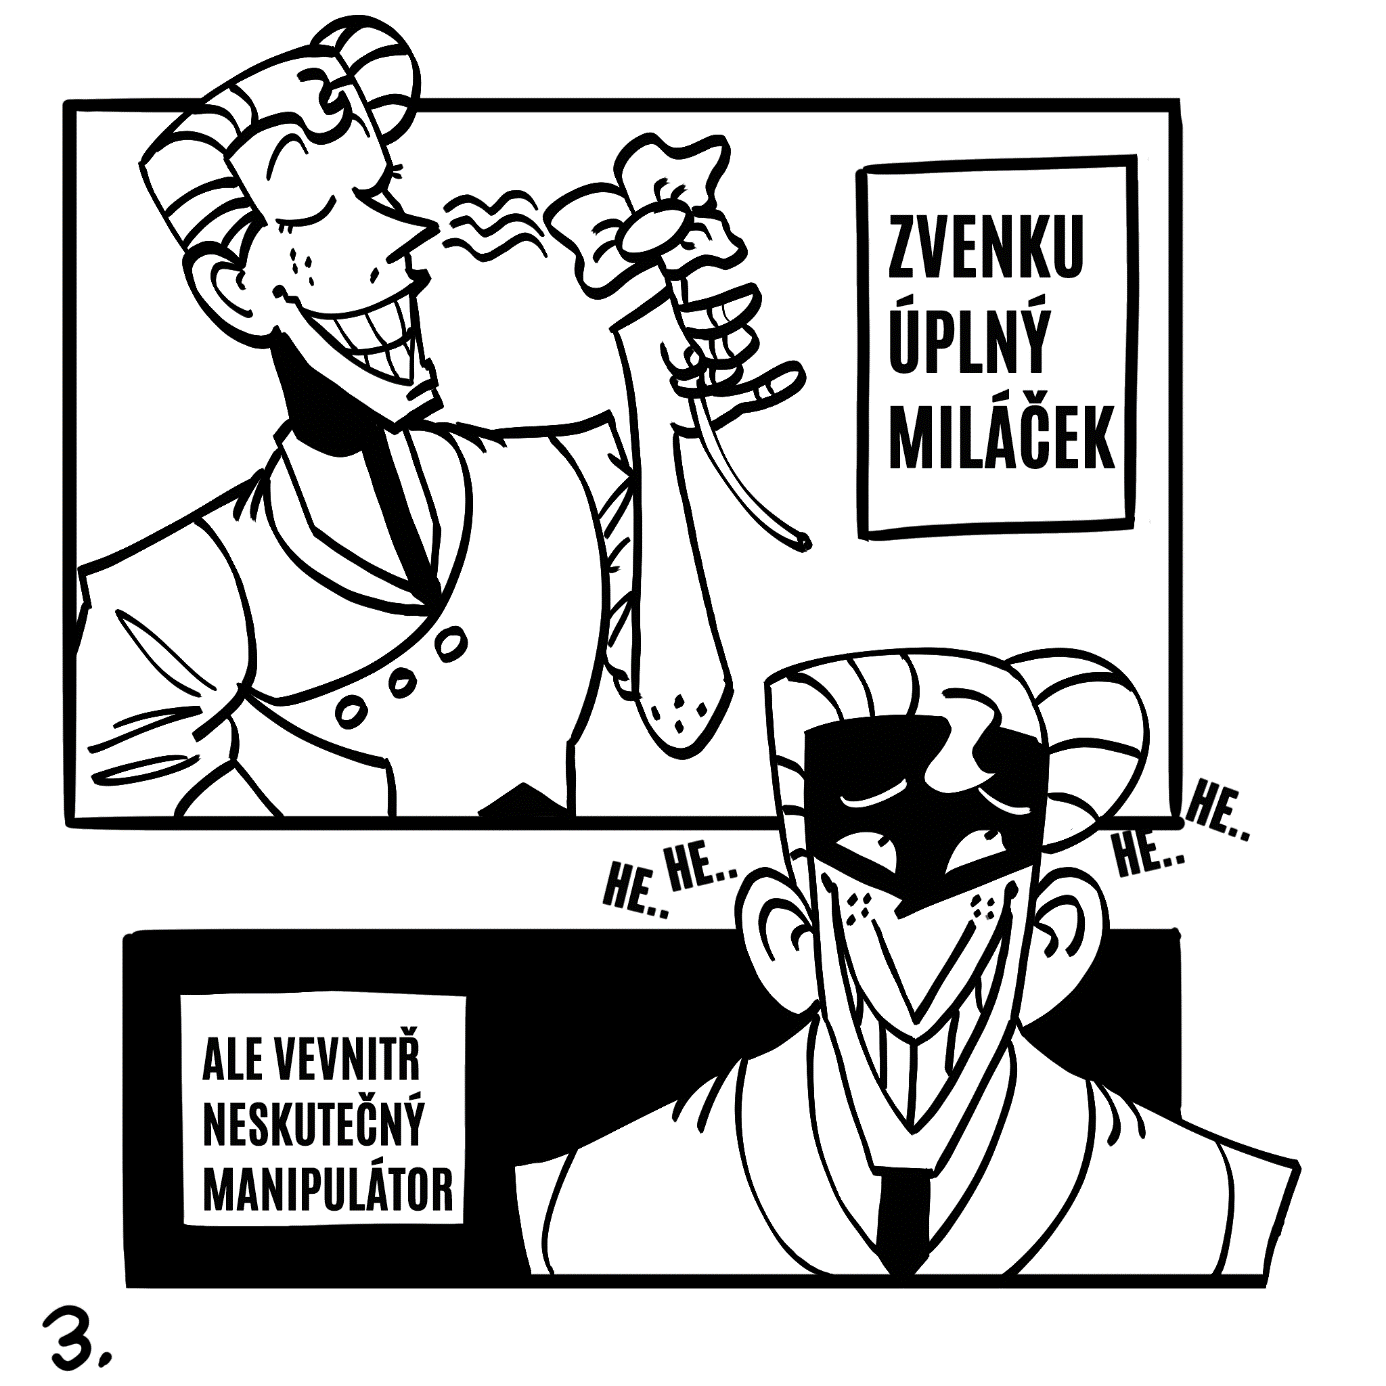 ZVENKU
ÚPLNÝ
MILÁČEK
HE..
HE..
HE..
HE..
ALE VEVNITŘ
NESKUTEČNÝ
MANIPULÁTOR
3.